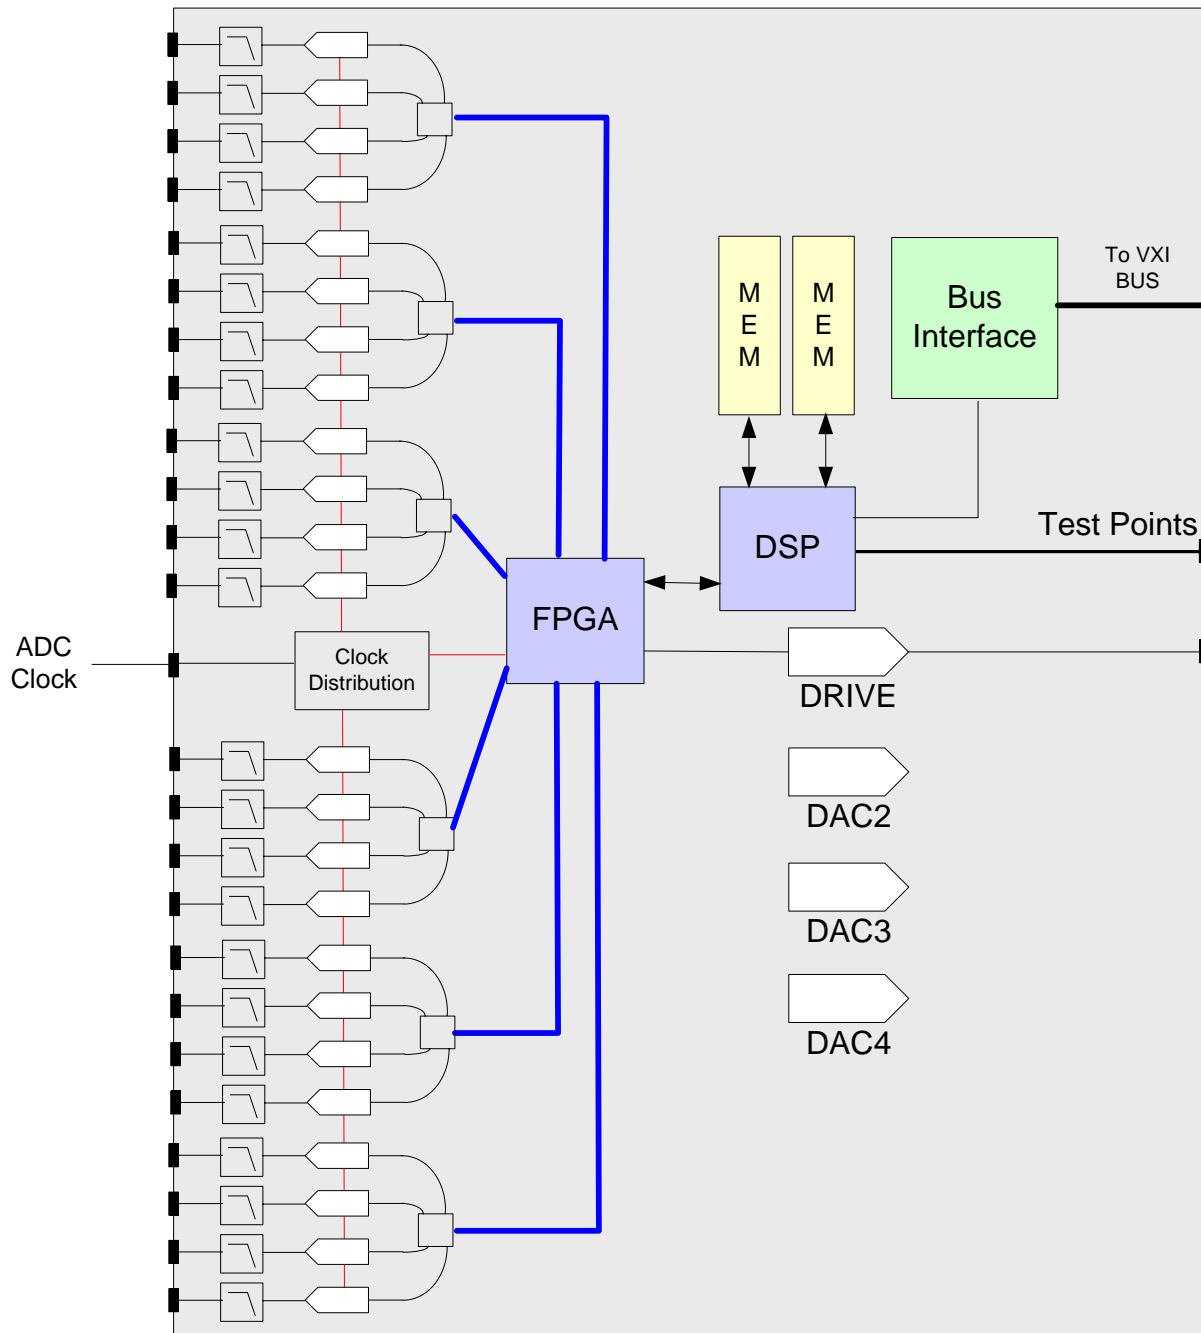 To VXI
BUS
M
E
M
M
E
M
Bus
Interface
Test Points
DSP
FPGA
ADC
Clock
Clock
Distribution
DRIVE
DAC2
DAC3
DAC4